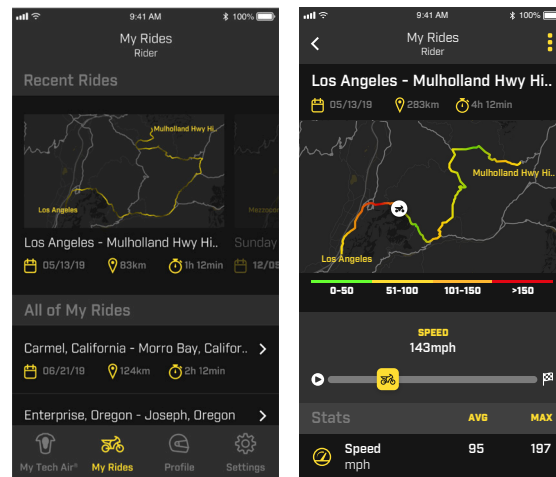 9:41 AM
100%
My Rides
Rider
Recent Rides
Mulholland Hwy Hi..
Los Angeles
Los Angeles - Mulholland Hwy Hi..
Sunday
05/13/19
83km
1h 12min
All of My Rides
Carmel, California - Morro Bay, Califor..
06/21/19
124km
2h 12min
Enterprise, Oregon - Joseph, Oregon
My Tech Air®
My Rides
Profile
Settings
9:41 AM
100%
My Rides
Rider
Los Angeles - Mulholland Hwy Hi..
05/13/19
283km
4h 12min
Mulholland Hwy Hi..
Los Angeles
0-50
51-100
101-150
>150
SPEED
143mph
Stats
AVG
MAX
Speed
95
197
mph